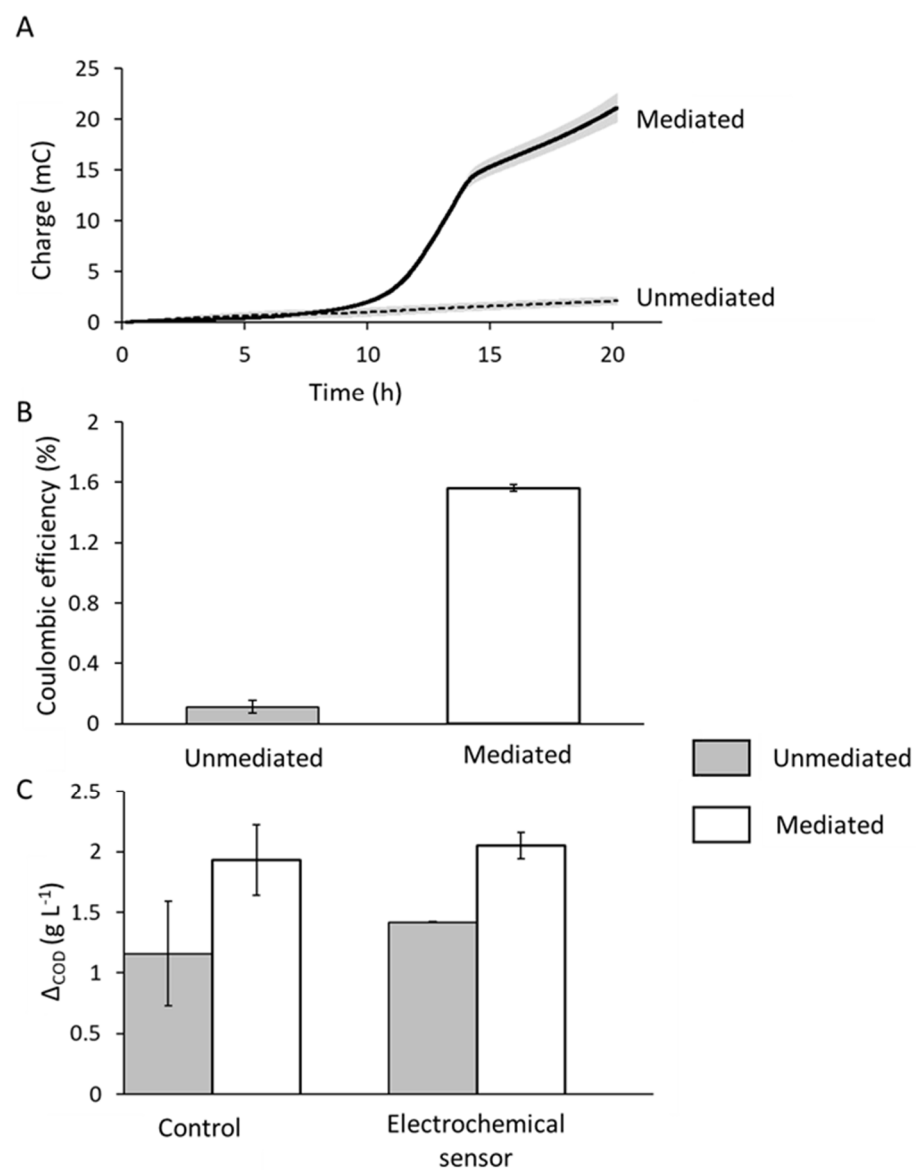 A
25
20
15
10
5
0
Charge (mC)
Mediated
Unmediated
0 5 10 15 20
Time (h)
B
2
1.6
1.2
0.8
0.4
0
Coulombic efficiency (%)
Unmediated Mediated
Unmediated
Mediated
C
2.5
2
1.5
1
0.5
0
ΔCOD (g L-1)
Control
Electrochemical
sensor